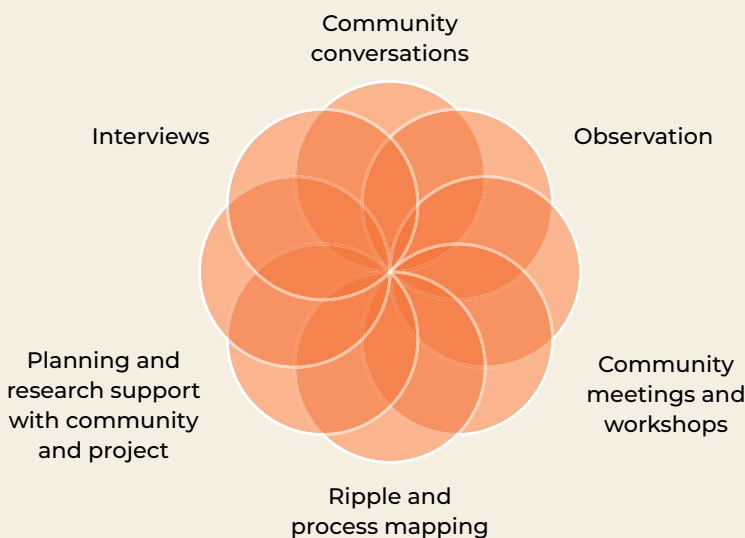 Community
conversations
Interviews
Observation
Planning and
research support
with community
and project
Community
meetings and
workshops
Ripple and
process mapping